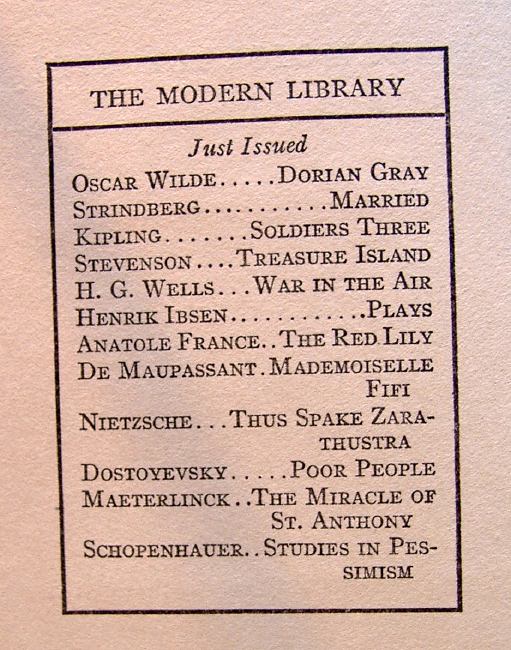 THE MODERN LIBRARY
Just Issued
OSCAR WILDE.....DORIAN GRAY
STRINDBERG...........MARRIED
KIPLING.......SOLDIERS THREE
STEVENSON....TREASURE ISLAND
H. G. WELLS...WAR IN THE AIR
HENRIK IBSEN............PLAYS
ANATOLE FRANCE..THE RED LILY
DE MAUPASSANT.MADEMOISELLE
FIFI
NIETZSCHE...THUS SPAKE ZARA-
THUSTRA
DOSTOYEVSKY.....POOR PEOPLE
MAETERLINCK..THE MIRACLE OF
ST. ANTHONY
SCHOPENHAUER..STUDIES IN PES-
SIMISM